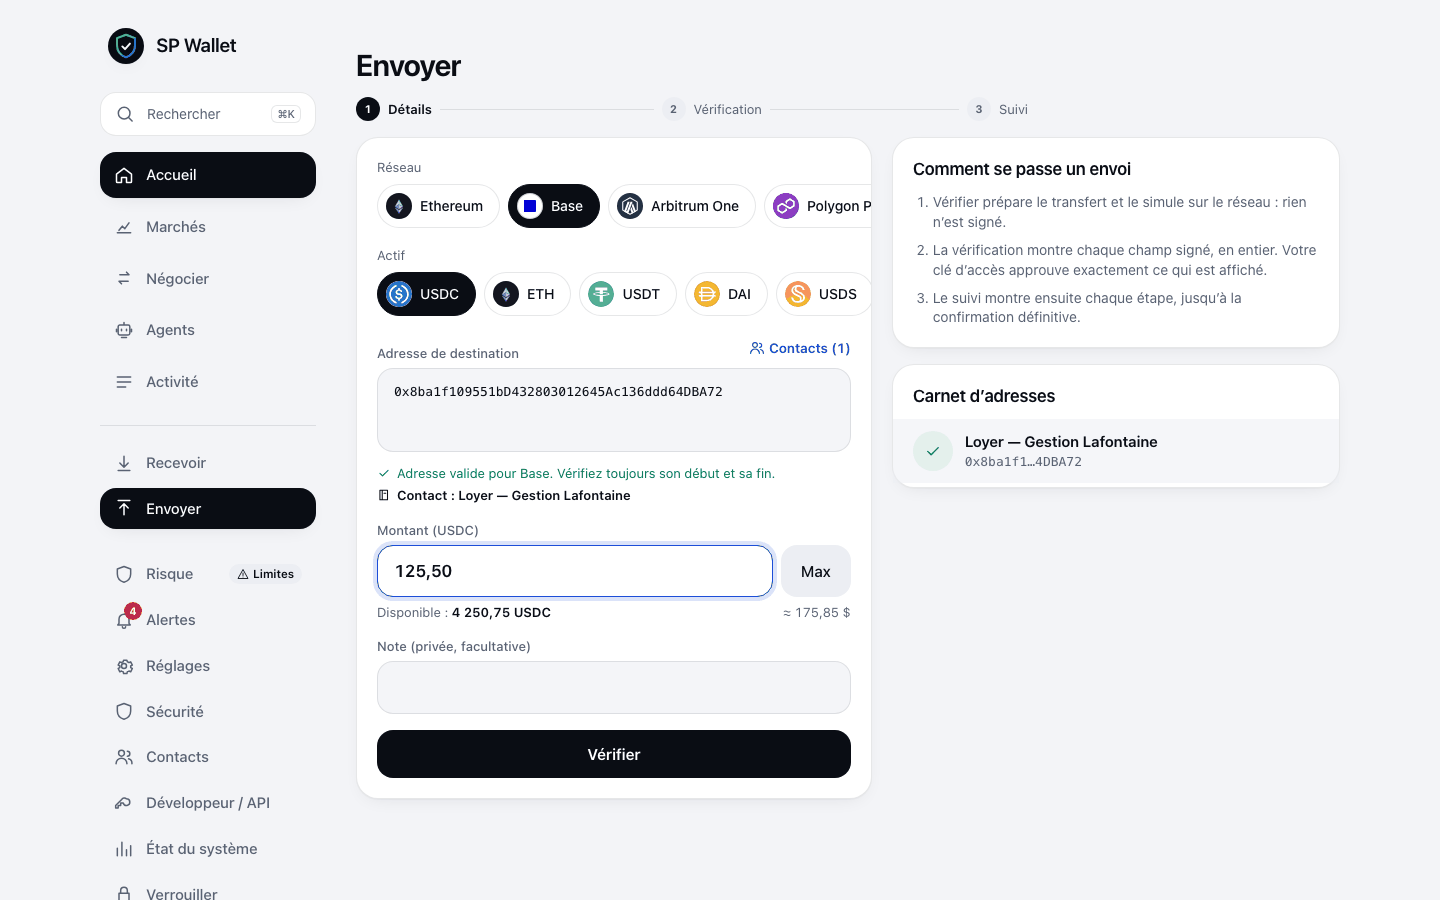 SP Wallet
Rechercher
⌘K
Accueil
Marchés
Négocier
Agents
Activité
Recevoir
Envoyer
Risque
Limites
4
Alertes
Réglages
Sécurité
Contacts
Développeur / API
État du système
Verrouiller
Envoyer
1 Détails
2 Vérification
3 Suivi
Réseau
Ethereum
Base
Arbitrum One
Polygon P
Actif
USDC
ETH
USDT
DAI
USDS
Adresse de destination
Contacts (1)
0x8ba1f109551bD432803012645Ac136ddd64DBA72
Adresse valide pour Base. Vérifiez toujours son début et sa fin.
Contact : Loyer — Gestion Lafontaine
Montant (USDC)
125,50
Max
Disponible : 4 250,75 USDC
≈ 175,85 $
Note (privée, facultative)
Vérifier
Comment se passe un envoi
1. Vérifier prépare le transfert et le simule sur le réseau : rien
n’est signé.
2. La vérification montre chaque champ signé, en entier. Votre
clé d’accès approuve exactement ce qui est affiché.
3. Le suivi montre ensuite chaque étape, jusqu’à la
confirmation définitive.
Carnet d’adresses
Loyer — Gestion Lafontaine
0x8ba1f1…4DBA72